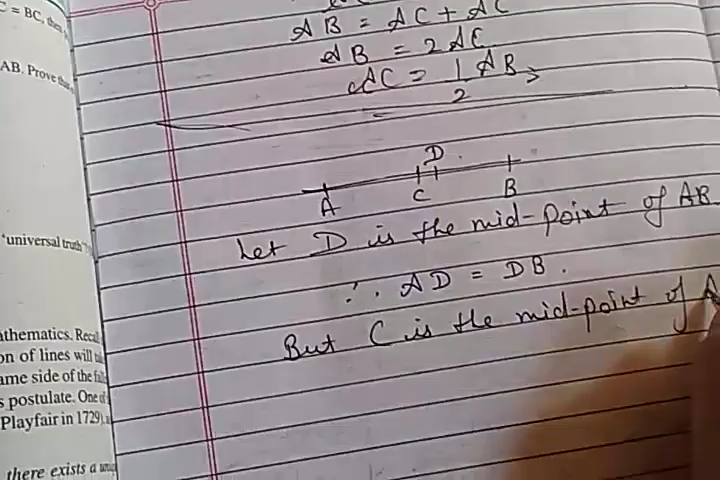 C = BC, then
AB. Prove
'universal truth'
athematics.
on of lines will
ame side of the
s postulate. One of
Playfair in 1729),
there exists a
AB = AC + AC
AB = 2AC
AC = 1 AB
2
D
A C B
Let D is the mid-point of AB
∴ AD = DB.
But C is the mid-point of A